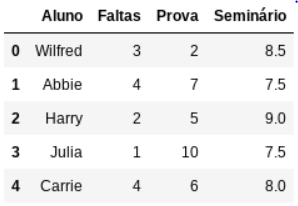 Aluno Faltas Prova Seminário
0 Wilfred 3 2 8.5
1 Abbie 4 7 7.5
2 Harry 2 5 9.0
3 Julia 1 10 7.5
4 Carrie 4 6 8.0